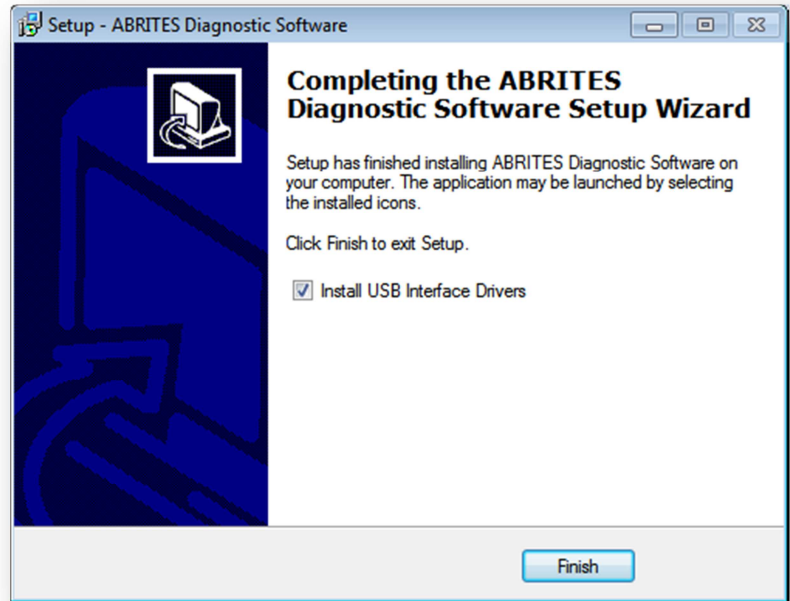 Setup - ABRITES Diagnostic Software
Completing the ABRITES
Diagnostic Software Setup Wizard
Setup has finished installing ABRITES Diagnostic Software on
your computer. The application may be launched by selecting
the installed icons.
Click Finish to exit Setup.
Install USB Interface Drivers
Finish